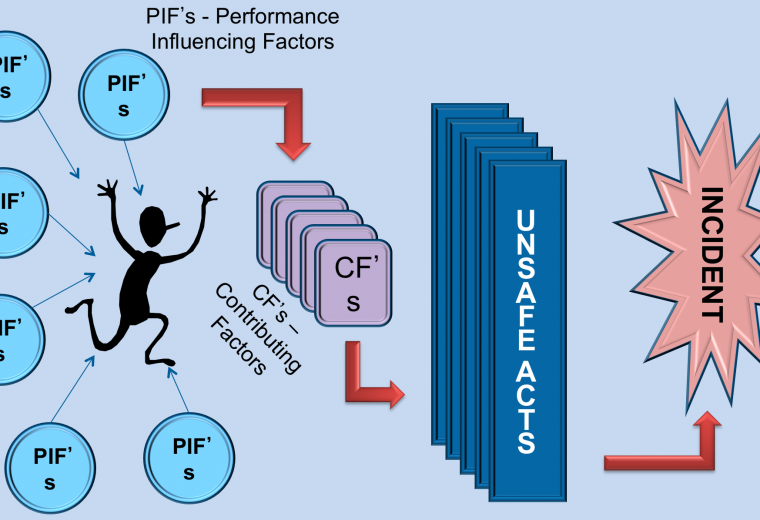 PIF’s - Performance
Influencing Factors
PIF’
s
PIF’
s
PIF’
s
PIF’
s
PIF’
s
PIF’
s
CF’
s
CF’s –
Contributing
Factors
UNSAFE ACTS
INCIDENT